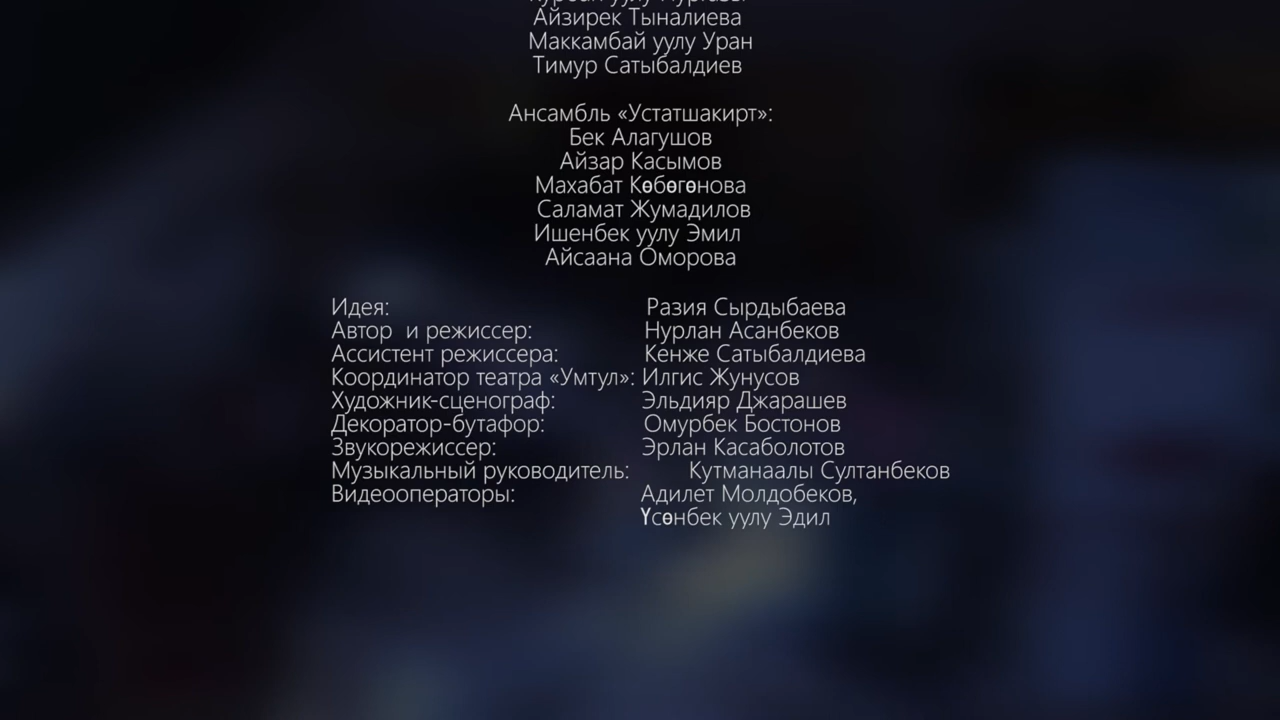 Айзирек Тыналиева
Маккамбай уулу Уран
Тимур Сатыбалдиев
Ансамбль «Устатшакирт»:
Бек Алагушов
Айзар Касымов
Махабат Көбөгөнова
Саламат Жумадилов
Ишенбек уулу Эмил
Айсаана Оморова
Идея: Разия Сырдыбаева
Автор и режиссер: Нурлан Асанбеков
Ассистент режиссера: Кенже Сатыбалдиева
Координатор театра «Умтул»: Илгис Жунусов
Художник-сценограф: Эльдияр Джарашев
Декоратор-бутафор: Омурбек Бостонов
Звукорежиссер: Эрлан Касаболотов
Музыкальный руководитель: Кутманаалы Султанбеков
Видеооператоры: Адилет Молдобеков,
Үсөнбек уулу Эдил